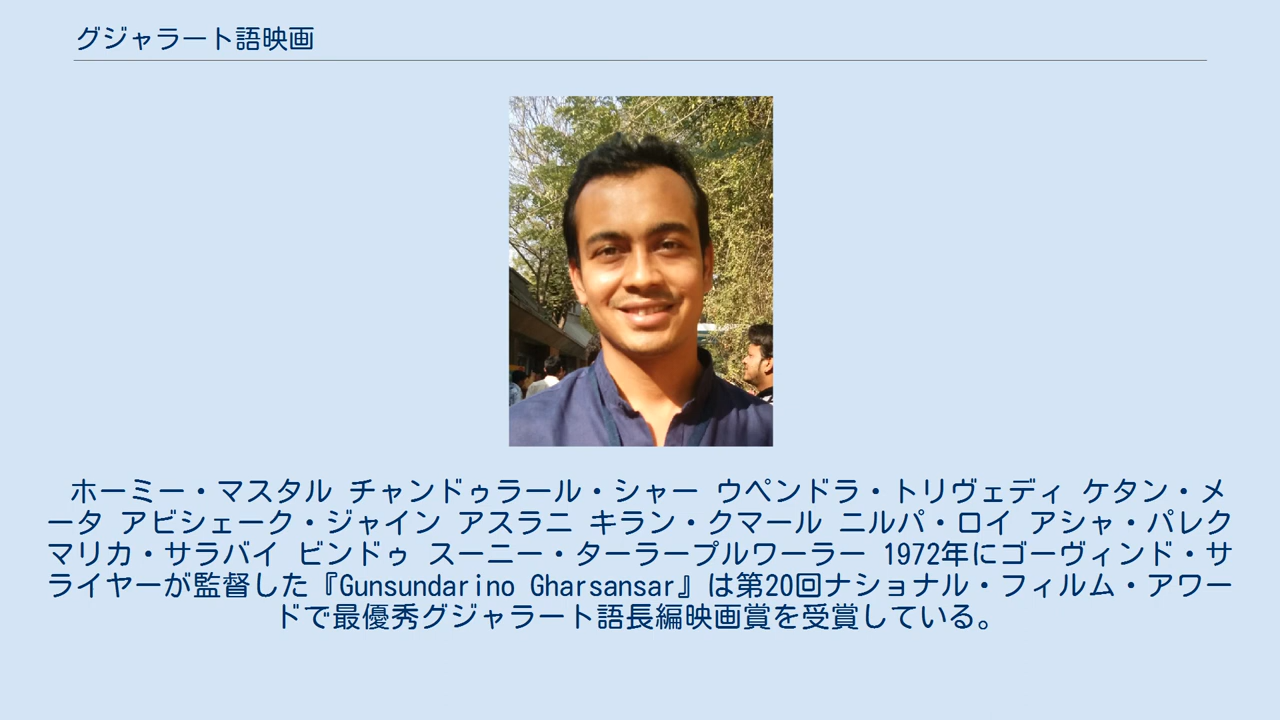 グジャラート語映画
ホーミー・マスタル チャンドゥラール・シャー ウペンドラ・トリヴェディ ケタン・メ
ータ アビシェーク・ジャイン アスラニ キラン・クマール ニルパ・ロイ アシャ・パレク
マリカ・サラバイ ビンドゥ スーニー・ターラープルワーラー 1972年にゴーヴィンド・サ
ライヤーが監督した『Gunsundarino Gharsansar』は第20回ナショナル・フィルム・アワー
ドで最優秀グジャラート語長編映画賞を受賞している。